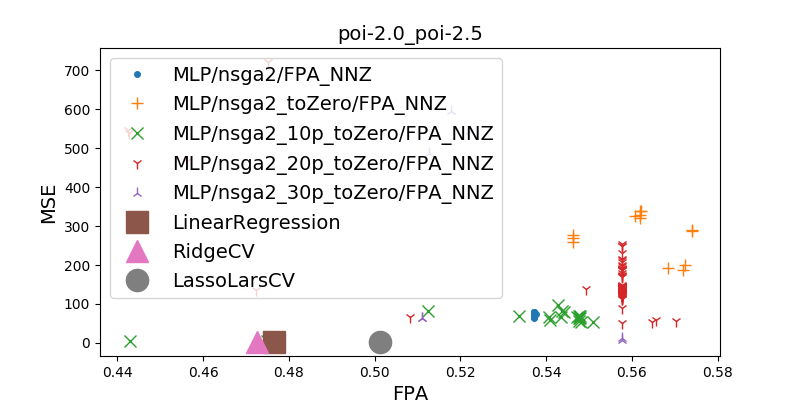 poi-2.0_poi-2.5
MSE
700
600
500
400
300
200
100
0
MLP/nsga2/FPA_NNZ
MLP/nsga2_toZero/FPA_NNZ
MLP/nsga2_10p_toZero/FPA_NNZ
MLP/nsga2_20p_toZero/FPA_NNZ
MLP/nsga2_30p_toZero/FPA_NNZ
LinearRegression
RidgeCV
LassoLarsCV
0.44 0.46 0.48 0.50 0.52 0.54 0.56 0.58
FPA